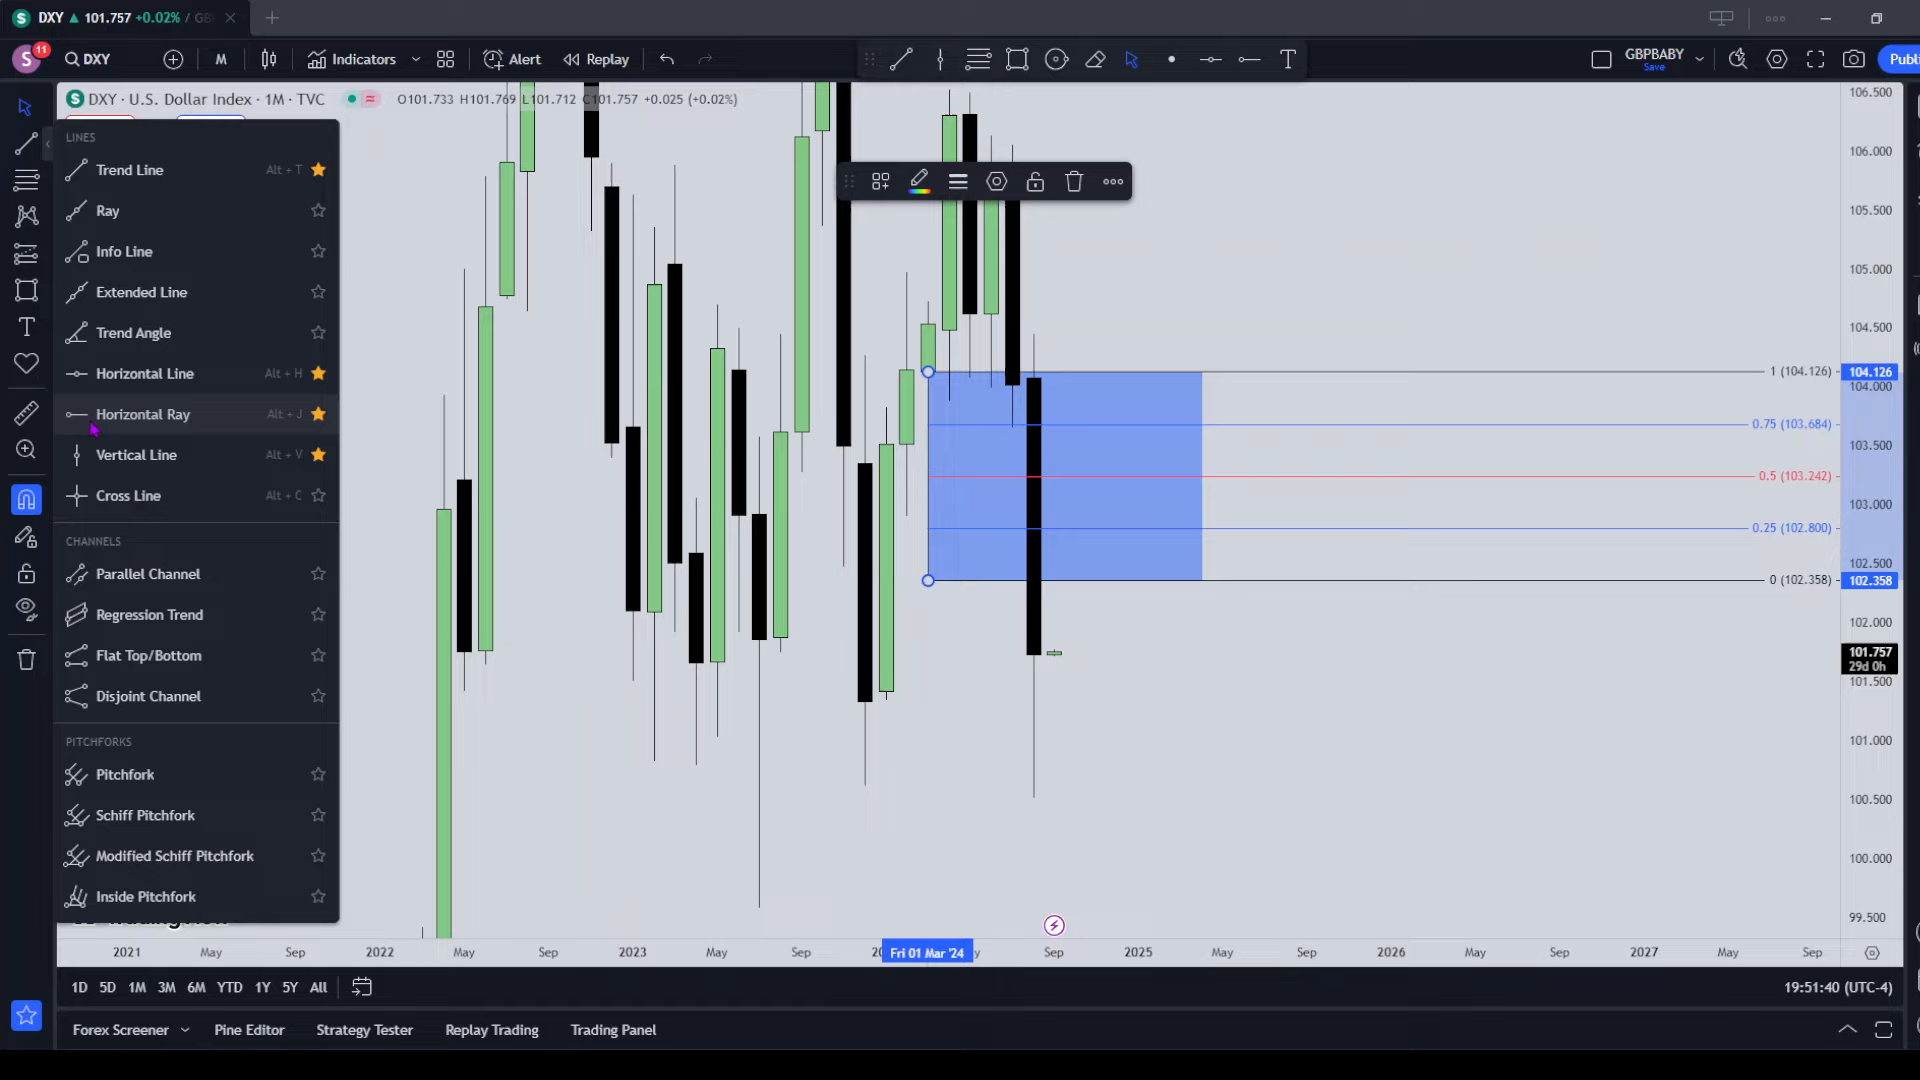 DXY ▲ 101.757 +0.02% / GB
S 11 DXY M Indicators Alert Replay T GBPBABY Save Publi
DXY · U.S. Dollar Index · 1M · TVC O101.733 H101.769 L101.712 C101.757 +0.025 (+0.02%)
LINES
Trend Line Alt + T
Ray
Info Line
Extended Line
Trend Angle
Horizontal Line Alt + H
Horizontal Ray Alt + J
Vertical Line Alt + V
Cross Line Alt + C
CHANNELS
Parallel Channel
Regression Trend
Flat Top/Bottom
Disjoint Channel
PITCHFORKS
Pitchfork
Schiff Pitchfork
Modified Schiff Pitchfork
Inside Pitchfork
1 (104.126)
0.75 (103.684)
0.5 (103.242)
0.25 (102.800)
0 (102.358)
106.500
106.000
105.500
105.000
104.500
104.126
104.000
103.500
103.000
102.500
102.358
102.000
101.757
29d 0h
101.500
101.000
100.500
100.000
99.500
2021 May Sep 2022 May Sep 2023 May Sep 20 Fri 01 Mar '24 y Sep 2025 May Sep 2026 May Sep 2027 May Sep
1D 5D 1M 3M 6M YTD 1Y 5Y All 19:51:40 (UTC-4)
Forex Screener Pine Editor Strategy Tester Replay Trading Trading Panel